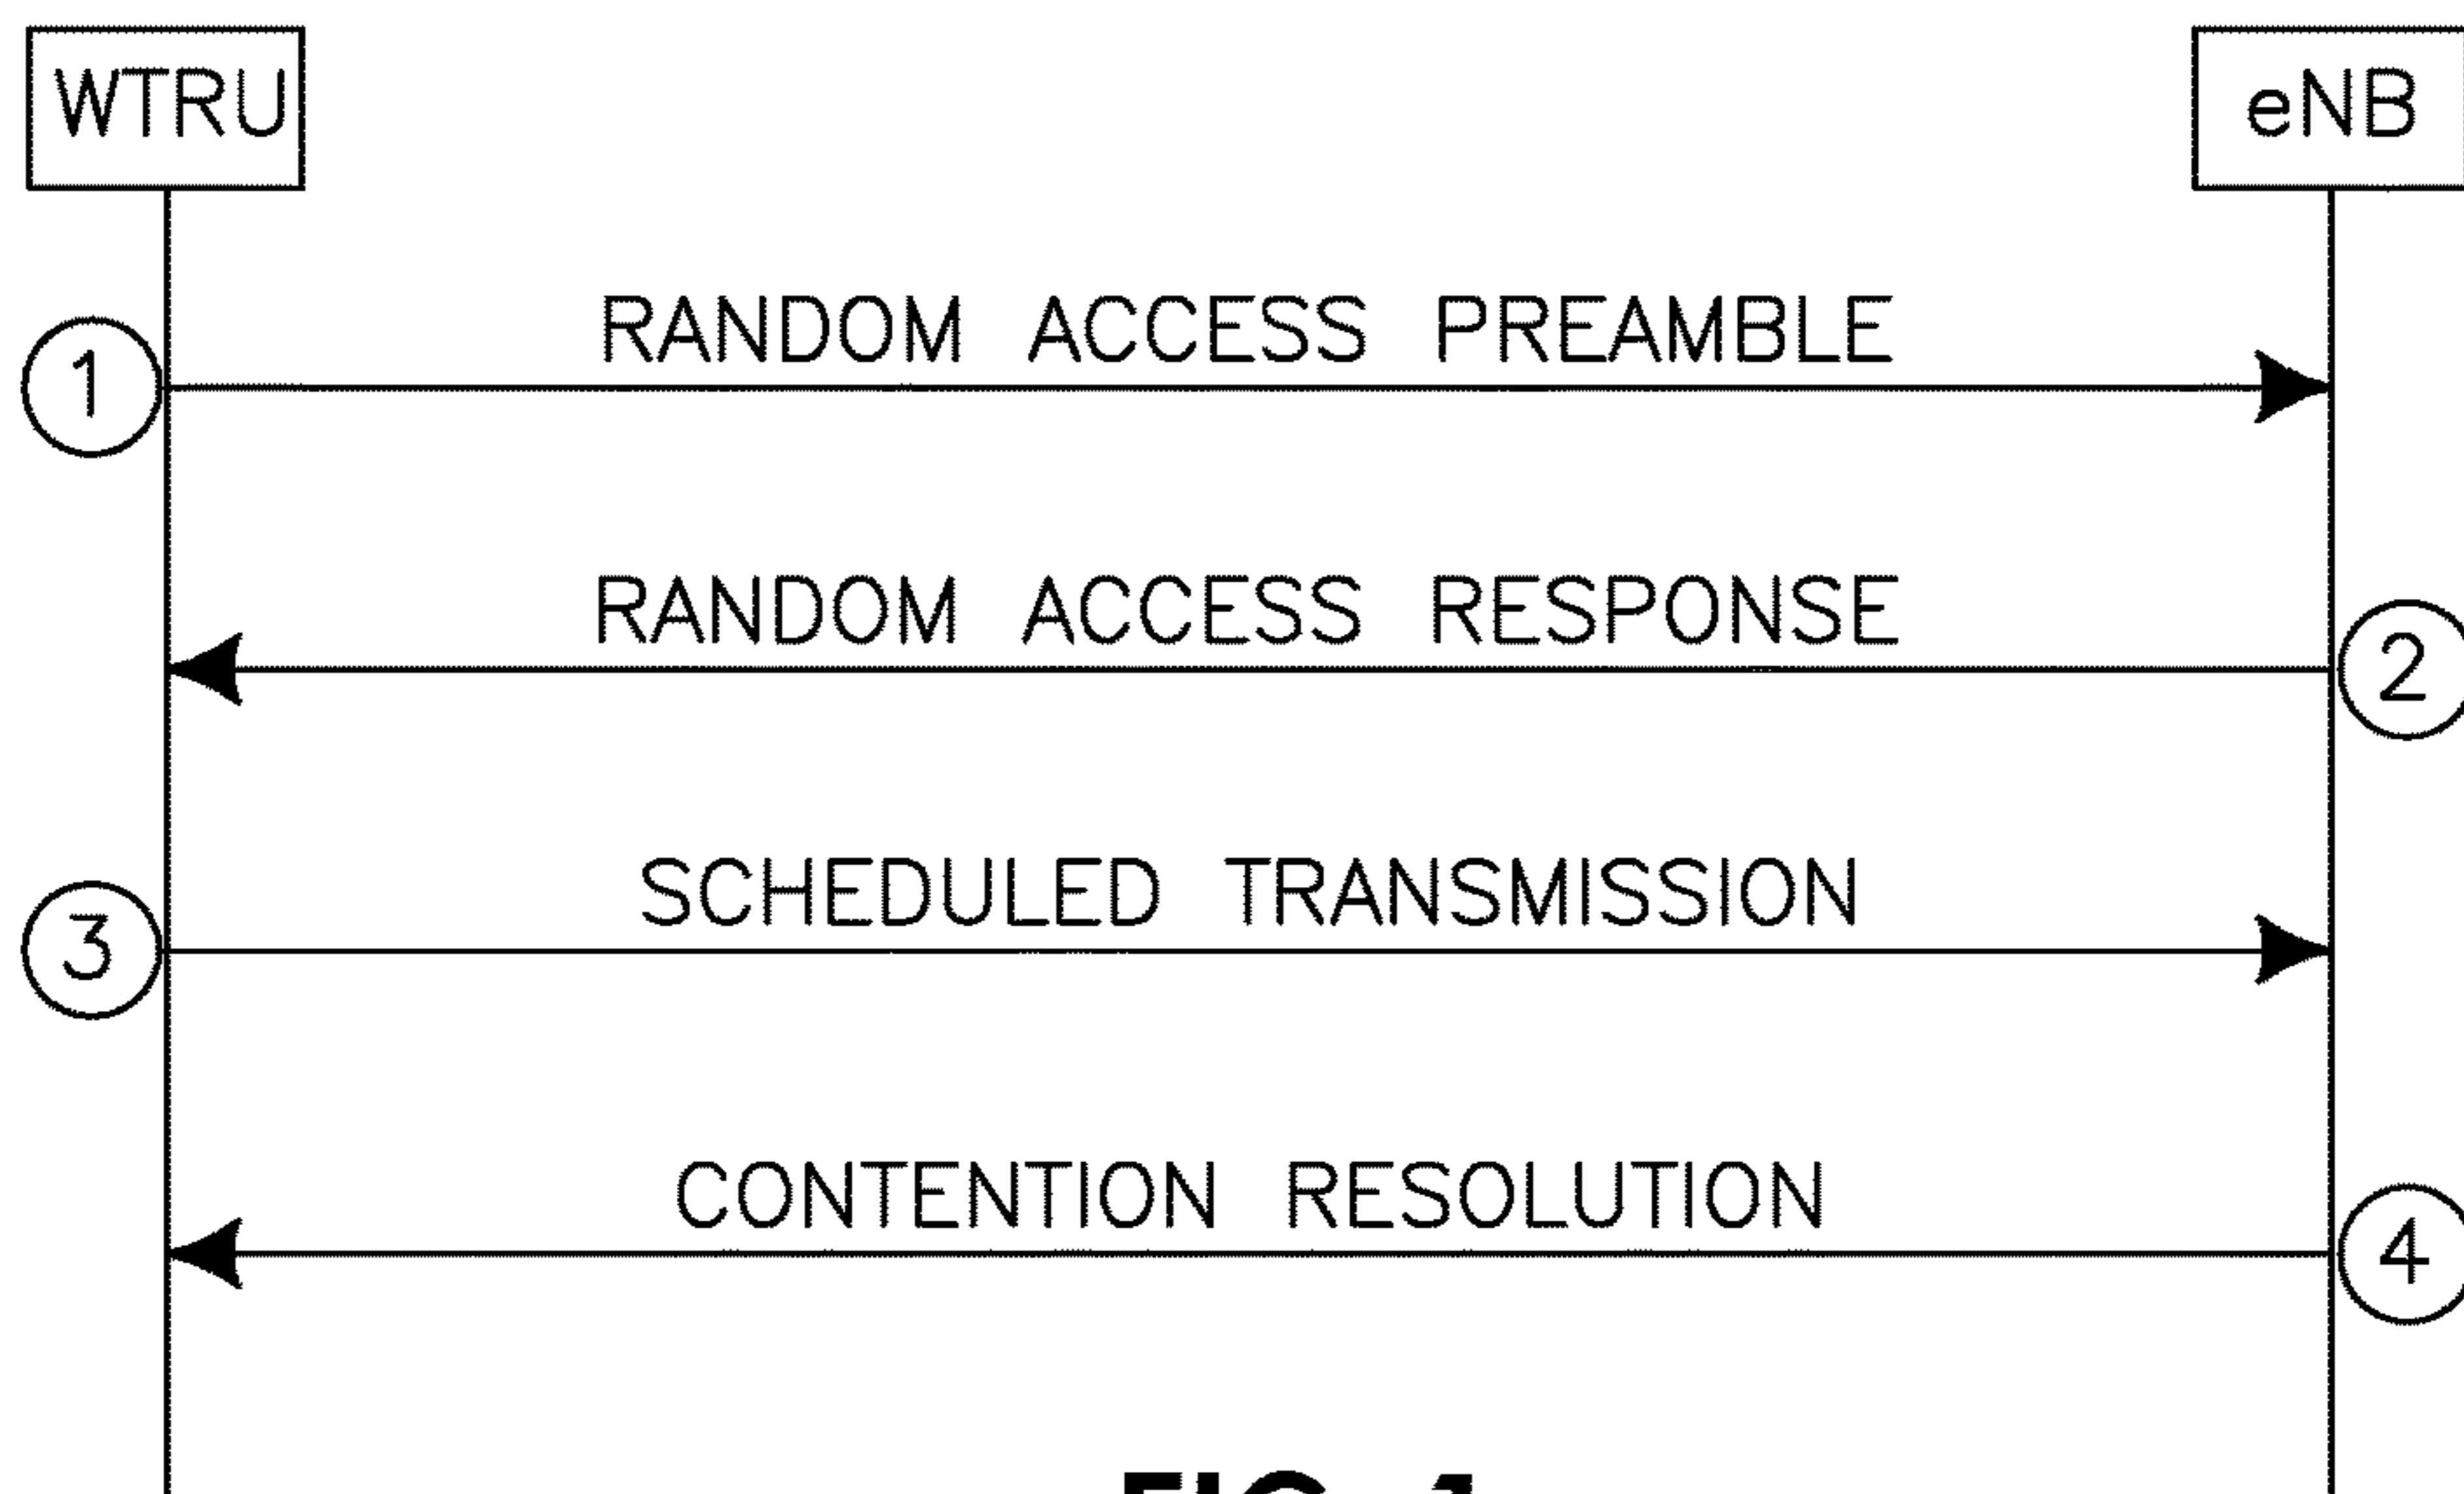 WTRU eNB
RANDOM ACCESS PREAMBLE
1
RANDOM ACCESS RESPONSE
2
SCHEDULED TRANSMISSION
3
CONTENTION RESOLUTION
4